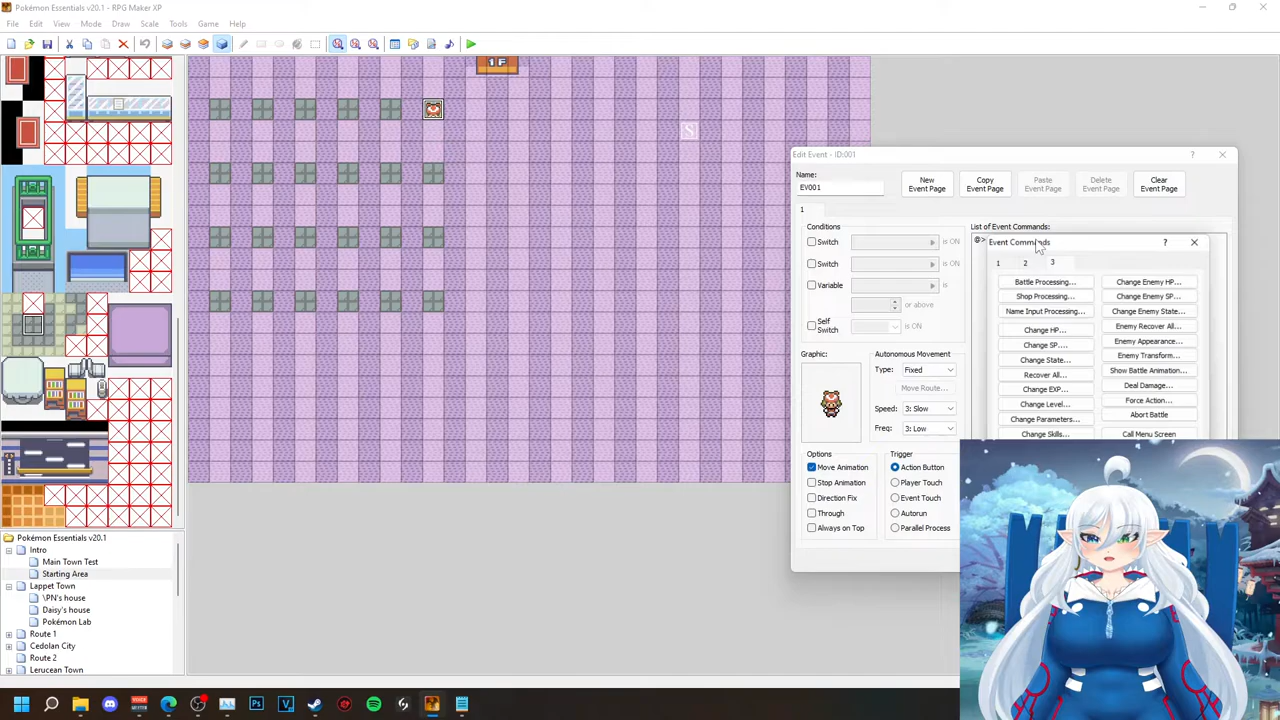 Pokémon Essentials v20.1 - RPG Maker XP
File Edit View Mode Draw Scale Tools Game Help
1F
S
Edit Event - ID:001
Name:
EV001
New Event Page
Copy Event Page
Paste Event Page
Delete Event Page
Clear Event Page
1
Conditions
Switch is ON
Switch is ON
Variable is
or above
Self Switch is ON
Graphic:
Autonomous Movement
Type: Fixed
Move Route...
Speed: 3: Slow
Freq: 3: Low
Options
Move Animation
Stop Animation
Direction Fix
Through
Always on Top
Trigger
Action Button
Player Touch
Event Touch
Autorun
Parallel Process
List of Event Commands:
@>
Event Commands
1 2 3
Battle Processing...
Shop Processing...
Name Input Processing...
Change HP...
Change SP...
Change State...
Recover All...
Change EXP...
Change Level...
Change Parameters...
Change Skills...
Change Enemy HP...
Change Enemy SP...
Change Enemy State...
Enemy Recover All...
Enemy Appearance...
Enemy Transform...
Show Battle Animation...
Deal Damage...
Force Action...
Abort Battle
Call Menu Screen
Pokémon Essentials v20.1
Intro
Main Town Test
Starting Area
Lappet Town
\PN's house
Daisy's house
Pokémon Lab
Route 1
Cedolan City
Route 2
Lerucean Town